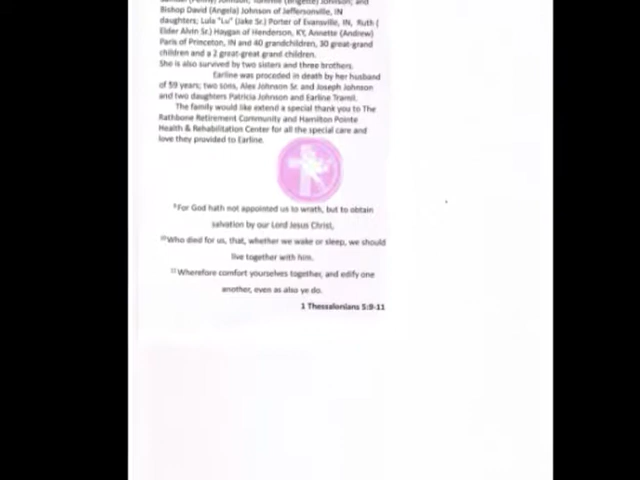 Bishop David (Angela) Johnson of Jeffersonville, IN
daughters; Lula "Lu" (Jake Sr.) Porter of Evansville, IN, Ruth (
Elder Alvin Sr.) Haygan of Henderson, KY, Annette (Andrew)
Paris of Princeton, IN and 40 grandchildren, 30 great-grand
children and a 2 great-great grand children.
She is also survived by two sisters and three brothers.
Earline was proceded in death by her husband
of 59 years; two sons, Alex Johnson Sr. and Joseph Johnson
and two daughters Patricia Johnson and Earline
The family would like extend a special thank you to The
Rathbone Retirement Community and Hamilton Pointe
Health & Rehabilitation Center for all the special care and
love they provided to Earline.
9For God hath not appointed us to wrath, but to obtain
salvation by our Lord Jesus Christ,
10Who died for us, that, whether we wake or sleep, we should
live together with him.
11Wherefore comfort yourselves together, and edify one
another, even as also ye do.
1 Thessalonians 5:9-11